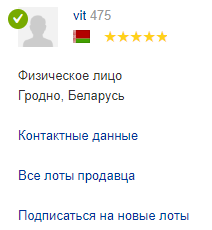 vit 475
Физическое лицо
Гродно, Беларусь
Контактные данные
Все лоты продавца
Подписаться на новые лоты